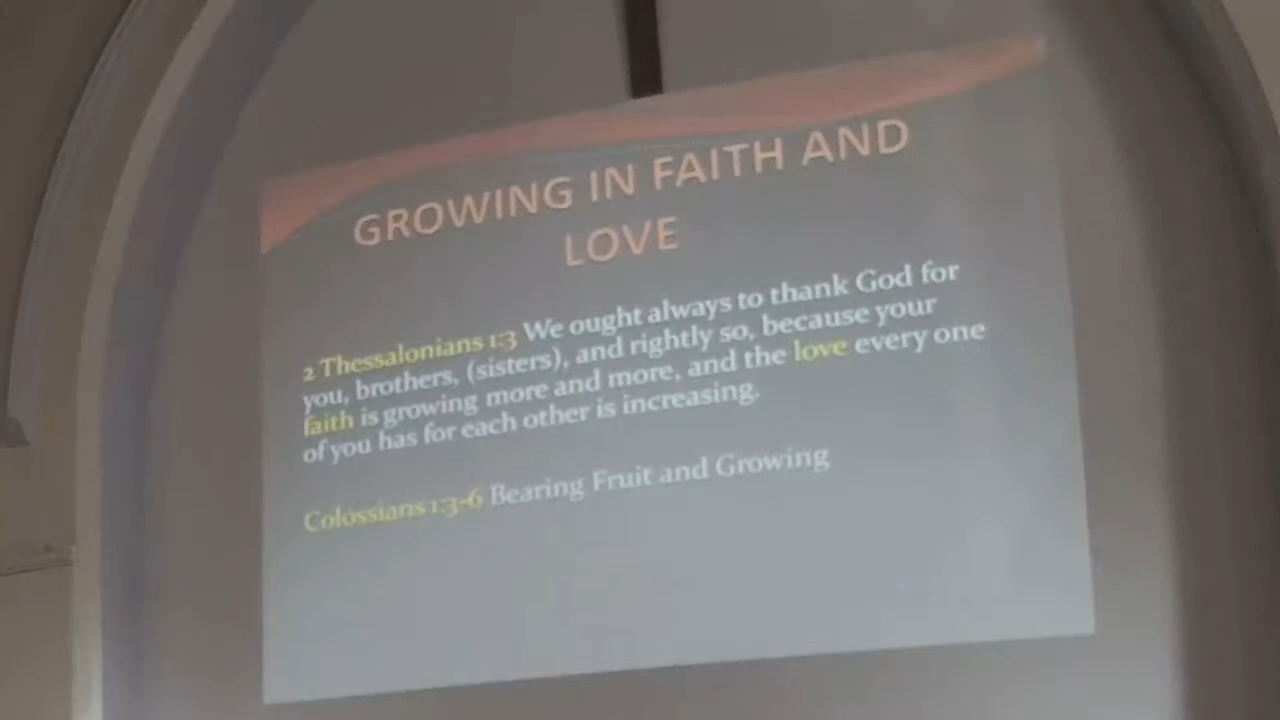 GROWING IN FAITH AND
LOVE
2 Thessalonians 1:3 We ought always to thank God for
you, brothers, (sisters), and rightly so, because your
faith is growing more and more, and the love every one
of you has for each other is increasing.
Colossians 1:3-6 Bearing Fruit and Growing